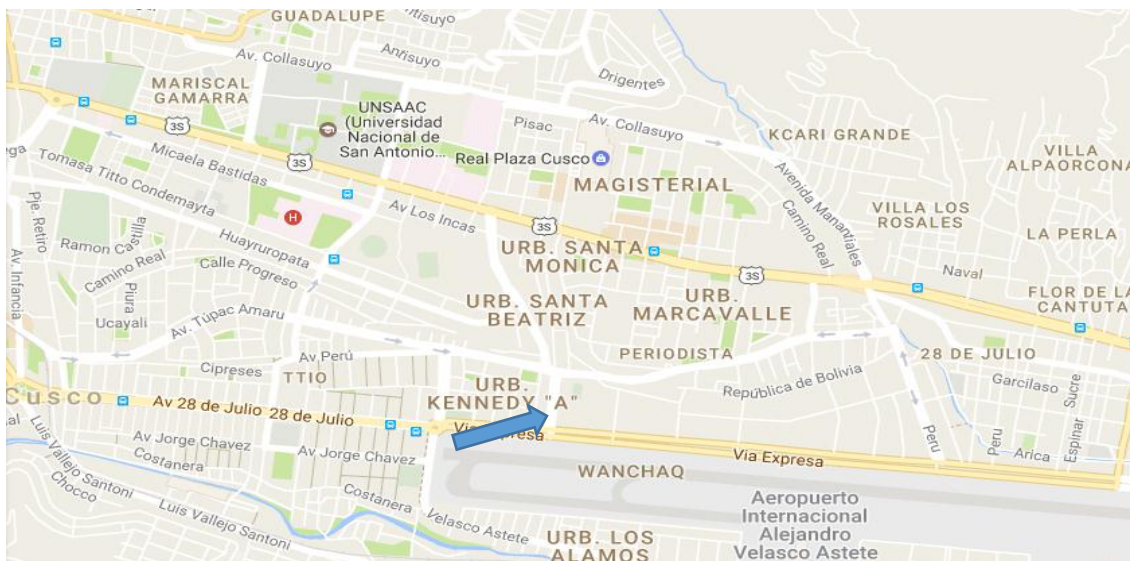 GUADALUPE
Antisuyo
Av. Collasuyo
Anrisuyo
MARISCAL
GAMARRA
Drigentes
3S
UNSAAC
(Universidad
Nacional de
San Antonio...
Pisac
Av. Collasuyo
KCARI GRANDE
VILLA
ALPAORCONA
Micaela Bastidas
3S
Real Plaza Cusco
Tomasa Titto Condemayta
MAGISTERIAL
Avenida Manantiales
Camino Real
VILLA LOS
ROSALES
Pje. Retiro
H
Av Los Incas
3S
LA PERLA
Ramon Castilla
Camino Real
Huayruropata
Calle Progreso
URB. SANTA
MONICA
3S
Naval
Av. Infancia
Piura
Ucayali
URB. SANTA
BEATRIZ
URB.
MARCAVALLE
FLOR DE LA
CANTUTA
Av. Túpac Amaru
Av Perú
PERIODISTA
28 DE JULIO
Cipreses
TTIO
URB.
KENNEDY "A"
República de Bolivia
Garcilaso
Sucre
Cusco
Av 28 de Julio
28 de Julio
Via Expresa
Av Jorge Chavez
Av Jorge Chavez
Via Expresa
Peru
Peru
Arica
Espinar
Costanera
WANCHAQ
Luis Vallejo Santoni
Chocco
Costanera
Velasco Astete
Luis Vallejo Santoni
Aeropuerto
Internacional
Alejandro
Velasco Astete
URB. LOS
ALAMOS